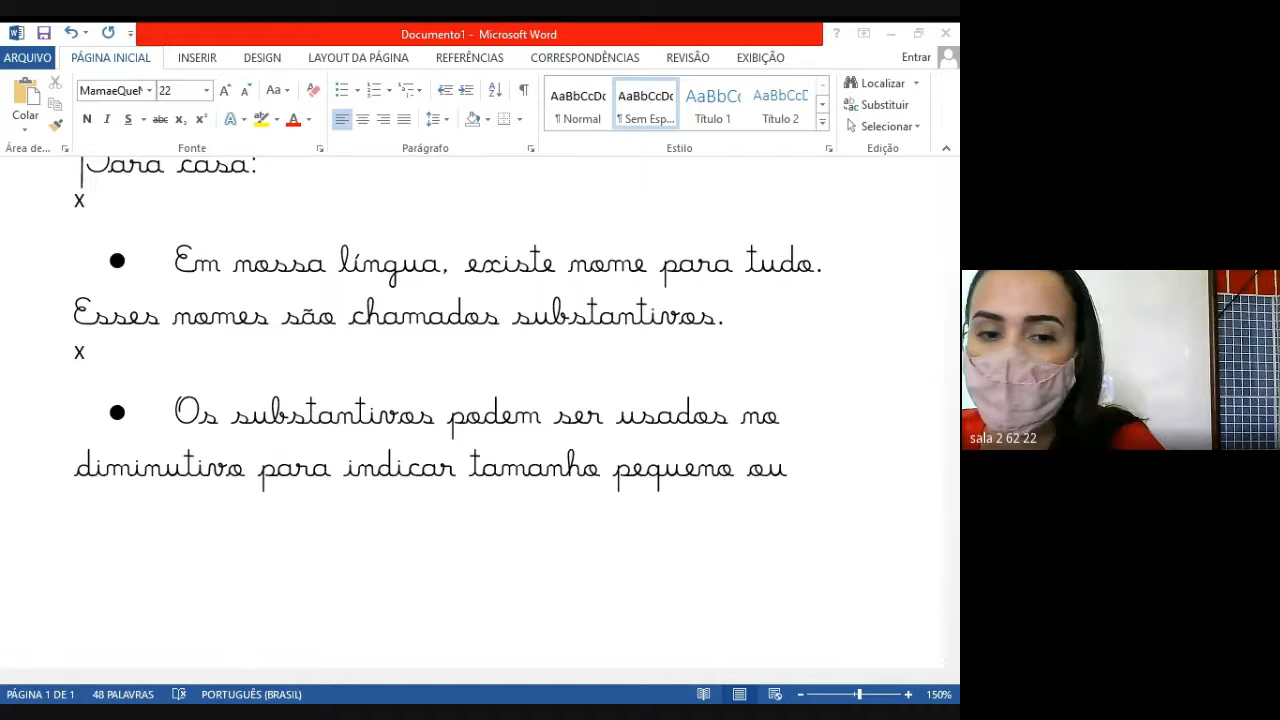 Documento1 - Microsoft Word
?
ARQUIVO PÁGINA INICIAL INSERIR DESIGN LAYOUT DA PÁGINA REFERÊNCIAS CORRESPONDÊNCIAS REVISÃO EXIBIÇÃO Entrar
Colar
MamaeQueN 22
N I S abc X₂ X²
AaBbCcDc AaBbCcDc AaBbC AaBbCcD
¶ Normal ¶ Sem Esp... Título 1 Título 2
Localizar
Substituir
Selecionar
Área de... Fonte Parágrafo Estilo Edição
Para casa:
x
● Em nossa língua, existe nome para tudo.
Esses nomes são chamados substantivos.
x
● Os substantivos podem ser usados no
diminutivo para indicar tamanho pequeno ou
sala 2 62 22
PÁGINA 1 DE 1 48 PALAVRAS PORTUGUÊS (BRASIL) 150%